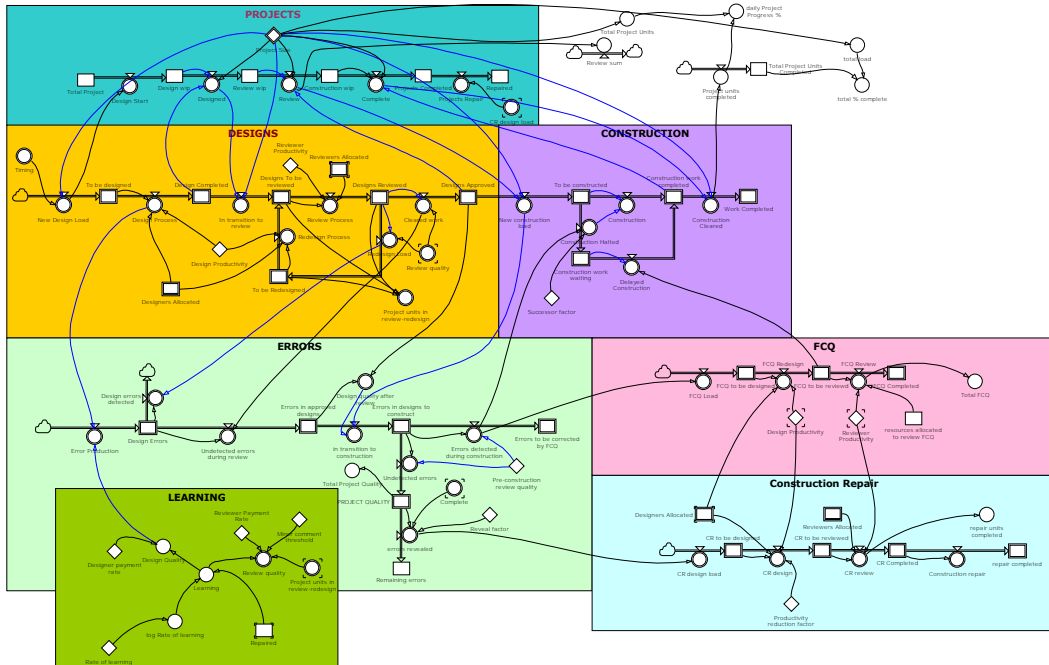 PROJECTS
Project Size
Total Project
Design Start
Design wip
Designed
Review wip
Review
Construction wip
Complete
Projects Completed
Projects Repair
Repaired
CR design load
Total Project Units
Review sum
daily Project
Progress %
Project units
completed
Total Project Units
Completed
total load
total % complete
DESIGNS
Timing
New Design Load
To be designed
Design Process
Design Completed
In transition to
review
Reviewer
Productivity
Reviewers Allocated
Designs To be
reviewed
Review Process
Designs Reviewed
Cleared work
Designs Approved
Redesign Process
Redesign Load
Review quality
Design Productivity
Designers Allocated
To be Redesigned
Project units in
review-redesign
CONSTRUCTION
New construction
load
To be constructed
Construction
Construction work
completed
Construction
Cleared
Work Completed
Construction Halted
Construction work
waiting
Delayed
Construction
Successor factor
ERRORS
Design errors
detected
Error Production
Design Errors
Undetected errors
during review
Errors in approved
designs
Design quality after
review
In transition to
construction
Errors in designs to
construct
Errors detected
during construction
Errors to be corrected
by FCQ
Total Project Quality
Undetected errors
Pre-construction
review quality
PROJECT QUALITY
Complete
Reveal factor
errors revealed
Remaining errors
FCQ
FCQ Load
FCQ to be designed
FCQ Redesign
FCQ to be reviewd
FCQ Review
FCQ Completed
Total FCQ
Design Productivity
Reviewer
Productivity
resources allocated
to review FCQ
LEARNING
Reviewer Payment
Rate
Minor comment
threshold
Designer payment
rate
Design Quality
Review quality
Project units in
review-redesign
Learning
log Rate of learning
Rate of learning
Repaired
Construction Repair
Designers Allocated
Reviewers Allocated
CR design load
CR to be designed
CR design
CR to be reviewed
CR review
CR Completed
Construction repair
repair units
completed
repair completed
Productivity
reduction factor